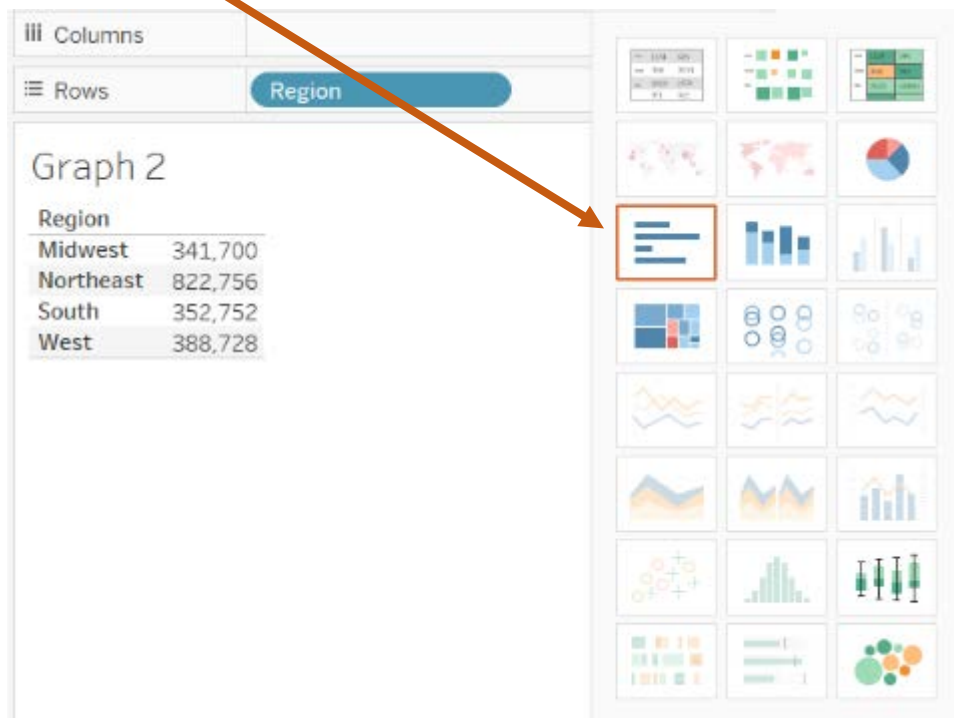 Columns
Rows Region
Graph 2
Region
Midwest 341,700
Northeast 822,756
South 352,752
West 388,728